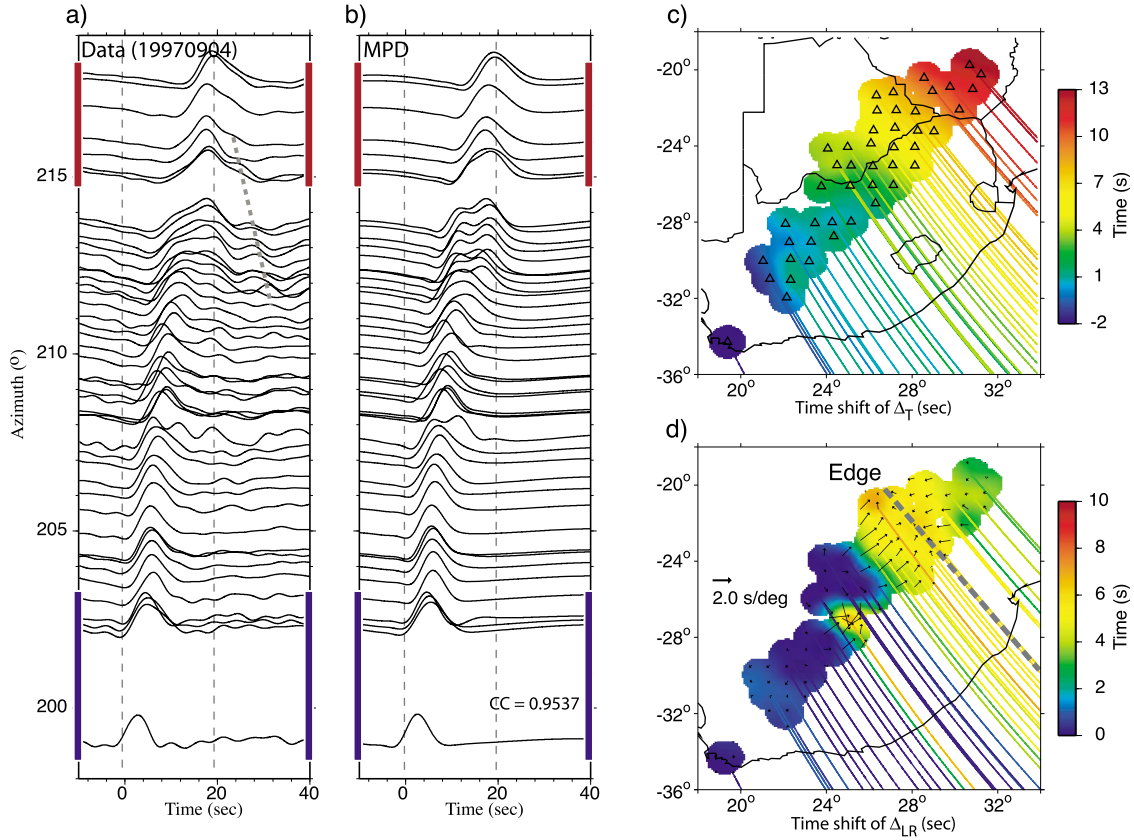 a)
Data (19970904)
215
210
205
200
Azimuth (°)
0
20
40
Time (sec)
b)
MPD
CC = 0.9537
0
20
40
Time (sec)
c)
-20°
-24°
-28°
-32°
-36°
20°
24°
28°
32°
Time shift of Δ_T (sec)
13
10
7
4
1
-2
Time (s)
d)
Edge
2.0 s/deg
-20°
-24°
-28°
-32°
-36°
20°
24°
28°
32°
Time shift of Δ_LR (sec)
10
8
6
4
2
0
Time (s)